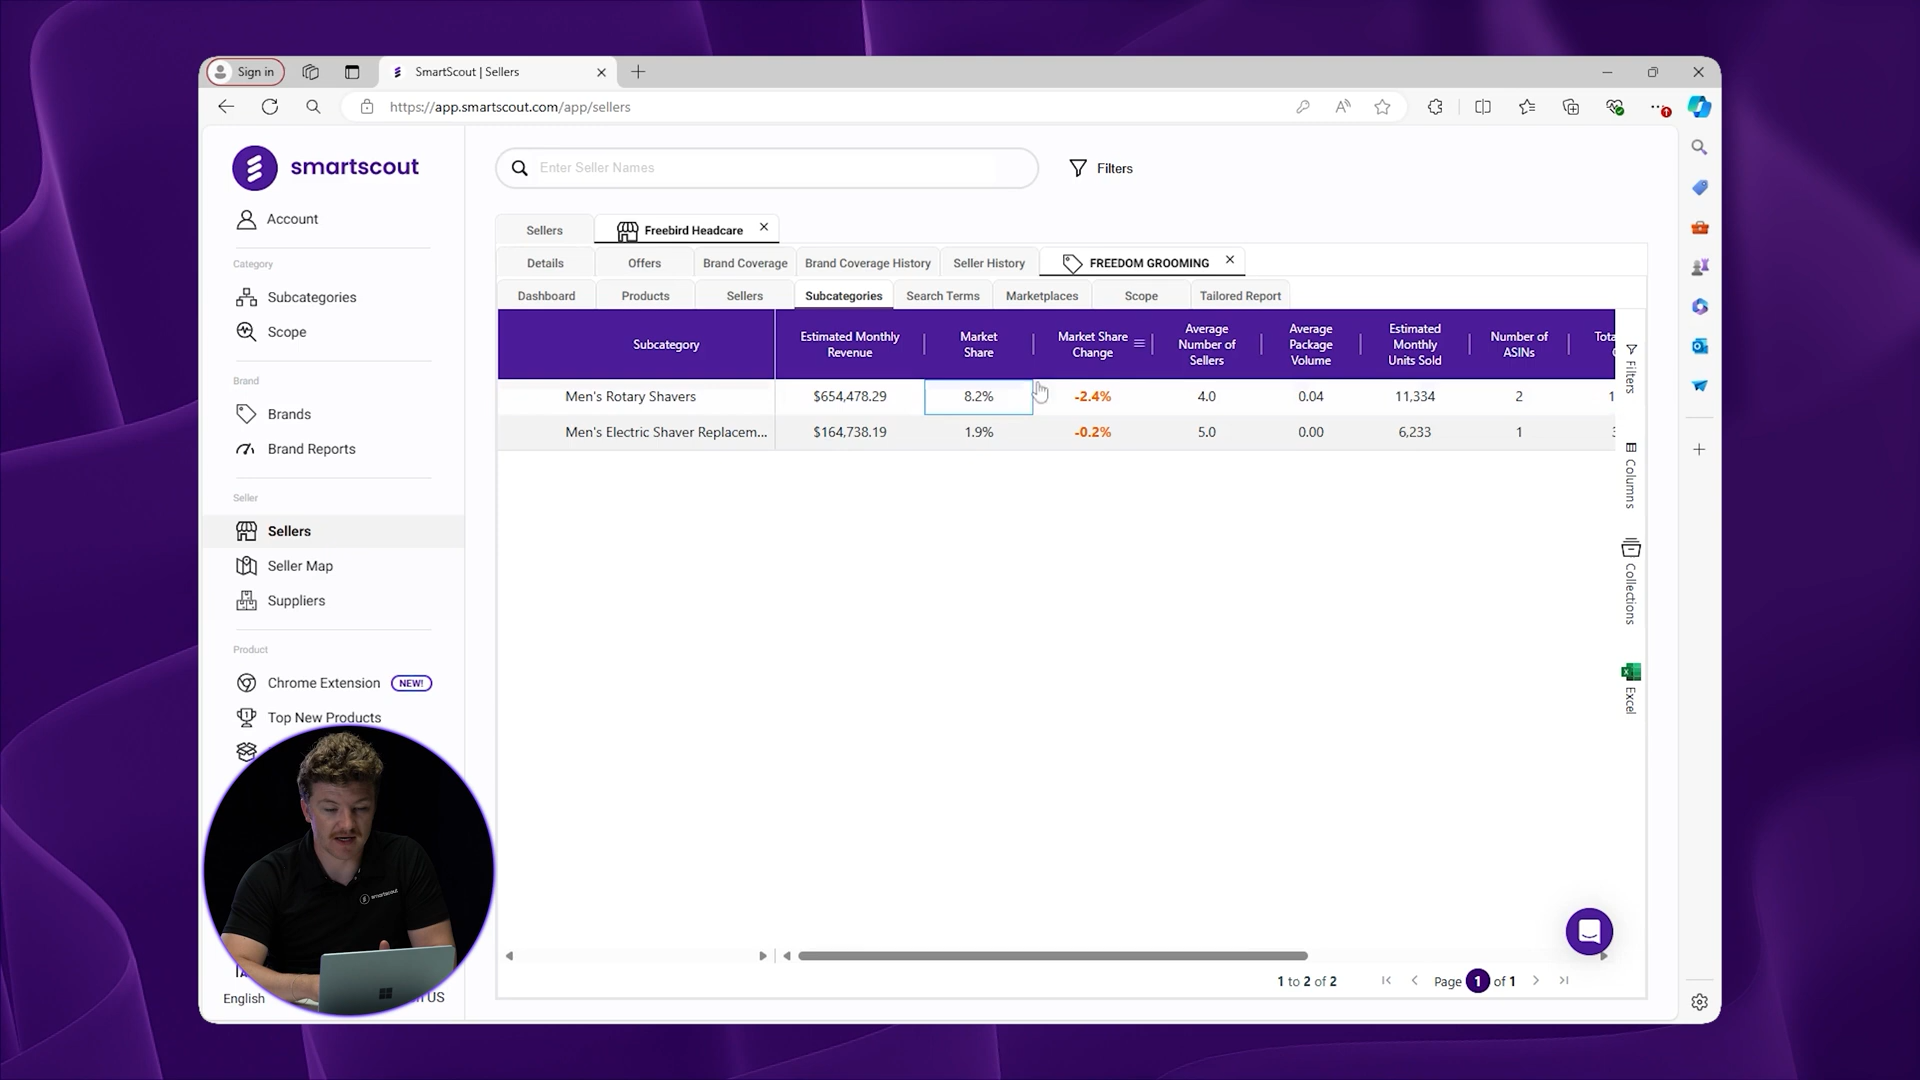 Sign in
SmartScout | Sellers
https://app.smartscout.com/app/sellers
smartscout
Account
Category
Subcategories
Scope
Brand
Brands
Brand Reports
Seller
Sellers
Seller Map
Suppliers
Product
Chrome Extension NEW!
Top New Products
English
US
smartscout
Enter Seller Names
Filters
Sellers
Freebird Headcare
Details
Offers
Brand Coverage
Brand Coverage History
Seller History
FREEDOM GROOMING
Dashboard
Products
Sellers
Subcategories
Search Terms
Marketplaces
Scope
Tailored Report
Subcategory
Estimated Monthly
Revenue
Market
Share
Market Share
Change
Average
Number of
Sellers
Average
Package
Volume
Estimated
Monthly
Units Sold
Number of
ASINs
Men's Rotary Shavers $654,478.29 8.2% -2.4% 4.0 0.04 11,334 2
Men's Electric Shaver Replacem... $164,738.19 1.9% -0.2% 5.0 0.00 6,233 1
Filters
Columns
Collections
Excel
1 to 2 of 2
Page 1 of 1